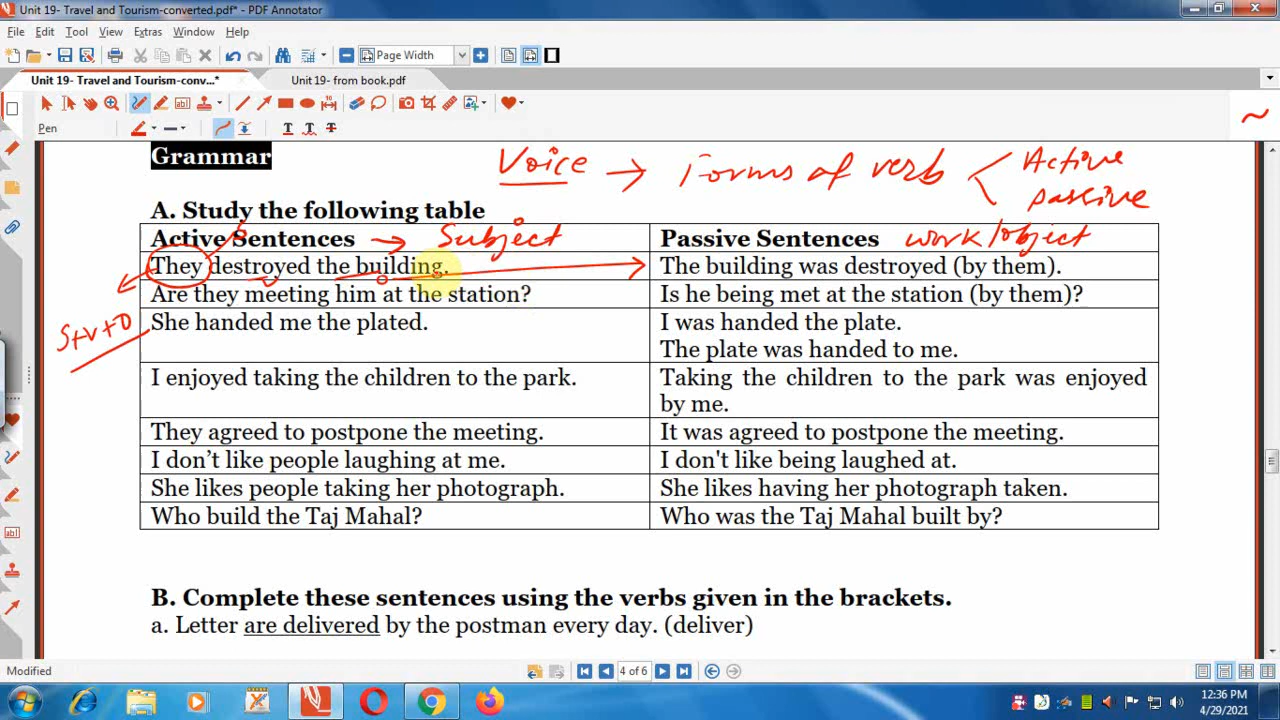 Unit 19- Travel and Tourism-converted.pdf* - PDF Annotator
File Edit Tool View Extras Window Help
Page Width
Unit 19- Travel and Tourism-conv...* Unit 19- from book.pdf
Pen
Grammar
Voice → Forms of verb Active
passive
A. Study the following table
Active Sentences → Subject Passive Sentences work/object
They destroyed the building. The building was destroyed (by them).
Are they meeting him at the station? Is he being met at the station (by them)?
S+V+O She handed me the plated. I was handed the plate.
The plate was handed to me.
I enjoyed taking the children to the park. Taking the children to the park was enjoyed
by me.
They agreed to postpone the meeting. It was agreed to postpone the meeting.
I don’t like people laughing at me. I don't like being laughed at.
She likes people taking her photograph. She likes having her photograph taken.
Who build the Taj Mahal? Who was the Taj Mahal built by?
B. Complete these sentences using the verbs given in the brackets.
a. Letter are delivered by the postman every day. (deliver)
Modified 4 of 6
12:36 PM
4/29/2021